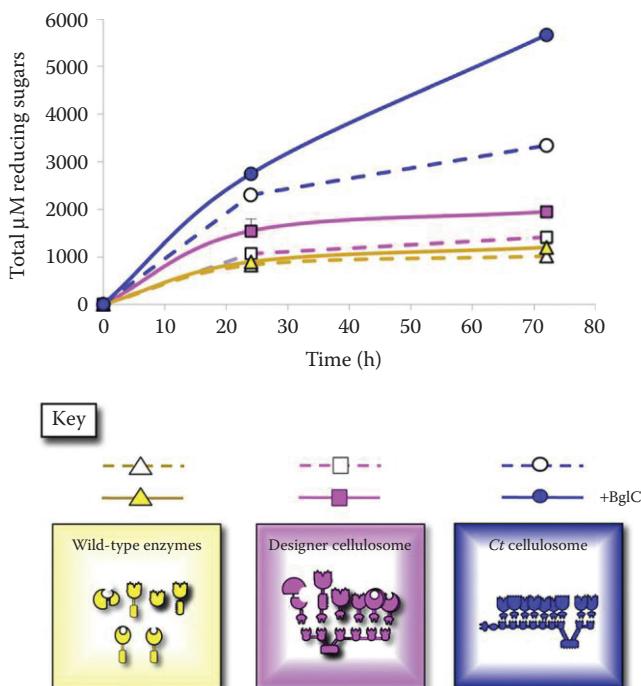 6000
5000
4000
3000
2000
1000
0
Total µM reducing sugars
0 10 20 30 40 50 60 70 80
Time (h)
Key
+BglC
Wild-type enzymes
Designer cellulosome
Ct cellulosome